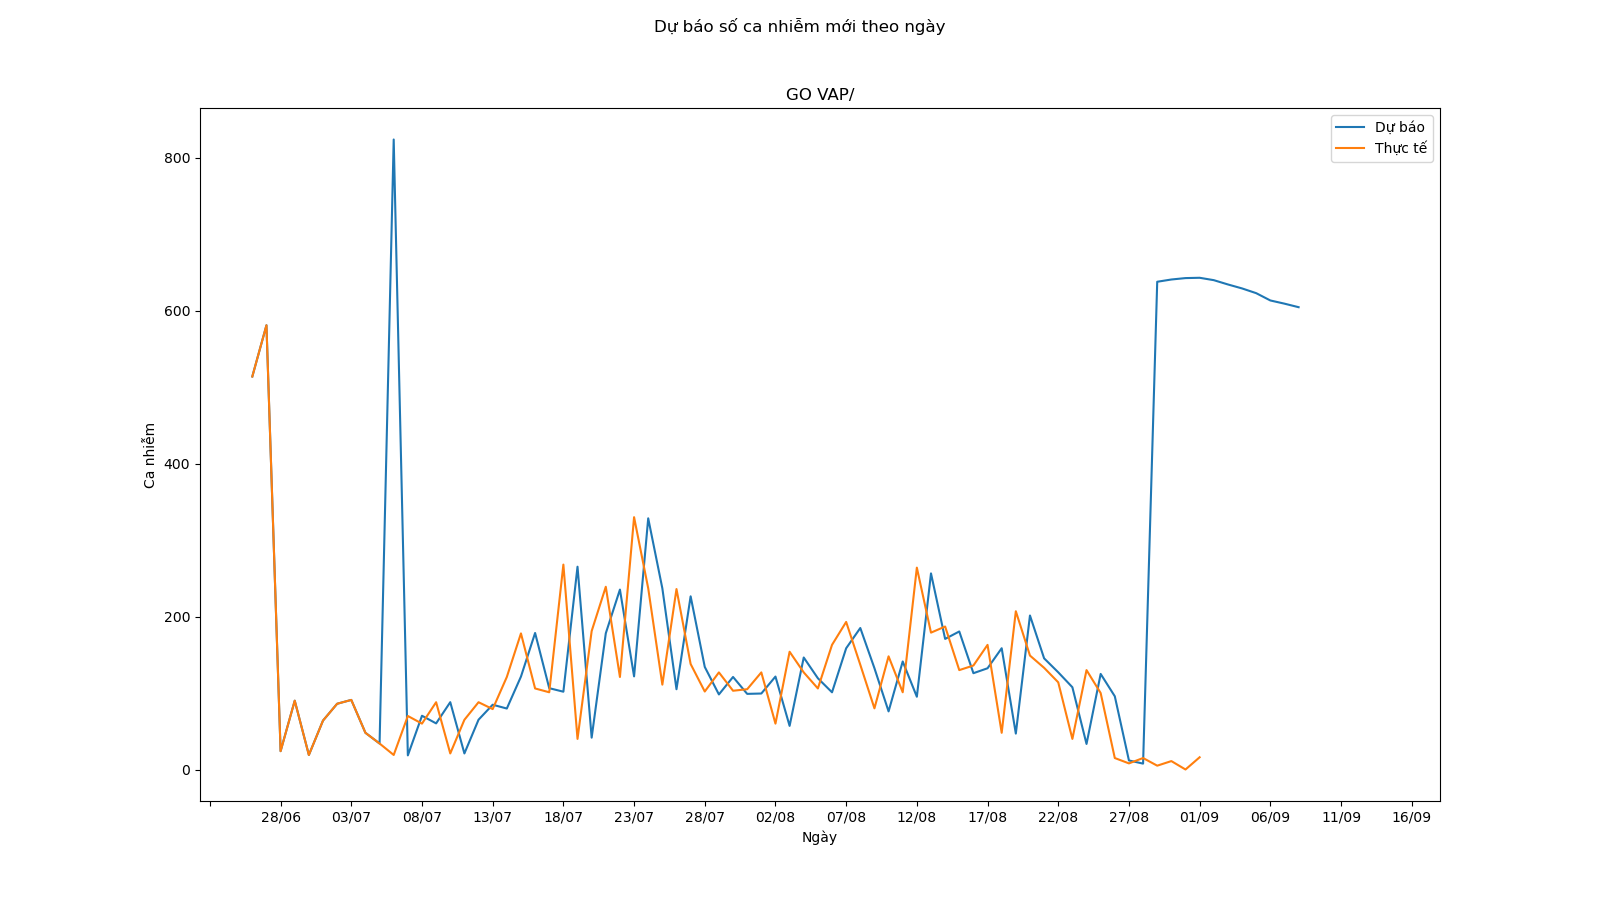 Dự báo số ca nhiễm mới theo ngày
GO VAP/
Dự báo
Thực tế
800
600
400
200
0
Ca nhiễm
28/06 03/07 08/07 13/07 18/07 23/07 28/07 02/08 07/08 12/08 17/08 22/08 27/08 01/09 06/09 11/09 16/09
Ngày